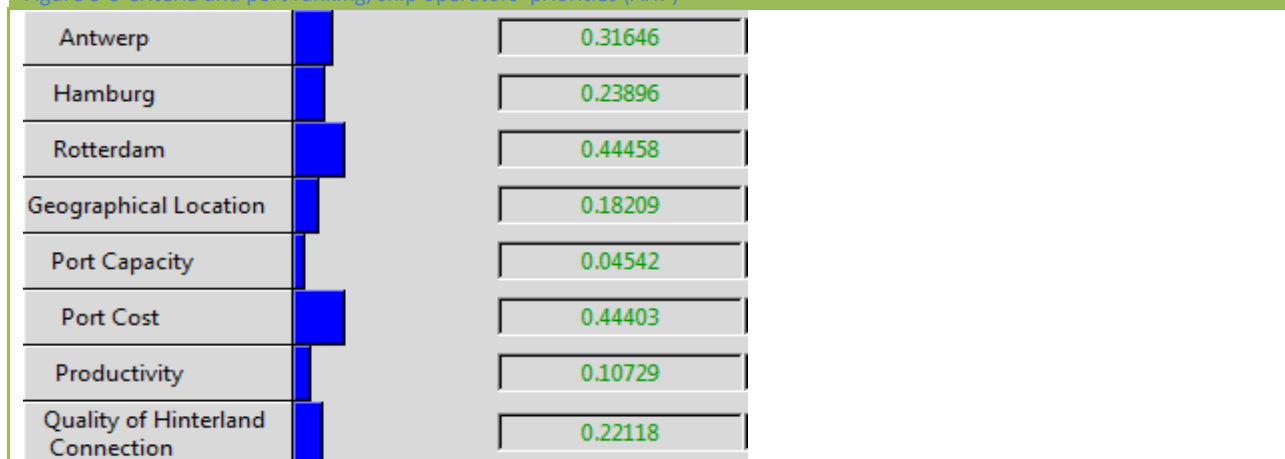 Antwerp 0.31646
Hamburg 0.23896
Rotterdam 0.44458
Geographical Location 0.18209
Port Capacity 0.04542
Port Cost 0.44403
Productivity 0.10729
Quality of Hinterland
Connection 0.22118